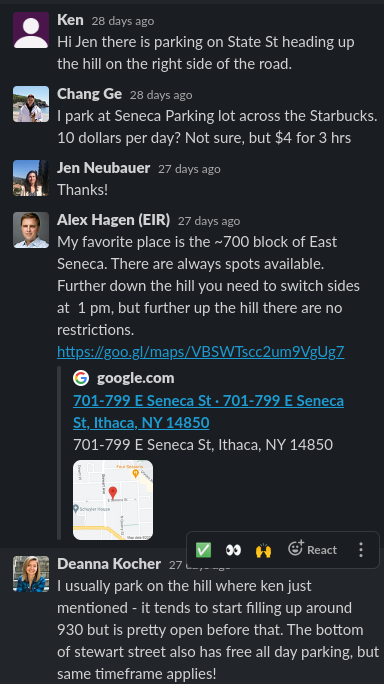 Ken 28 days ago
Hi Jen there is parking on State St heading up
the hill on the right side of the road.
Chang Ge 28 days ago
I park at Seneca Parking lot across the Starbucks.
10 dollars per day? Not sure, but $4 for 3 hrs
Jen Neubauer 27 days ago
Thanks!
Alex Hagen (EIR) 27 days ago
My favorite place is the ~700 block of East
Seneca. There are always spots available.
Further down the hill you need to switch sides
at 1 pm, but further up the hill there are no
restrictions.
https://goo.gl/maps/VBSWTscc2um9VgUg7
google.com
701-799 E Seneca St · 701-799 E Seneca
St, Ithaca, NY 14850
701-799 E Seneca St, Ithaca, NY 14850
React
Deanna Kocher 27
I usually park on the hill where ken just
mentioned - it tends to start filling up around
930 but is pretty open before that. The bottom
of stewart street also has free all day parking, but
same timeframe applies!